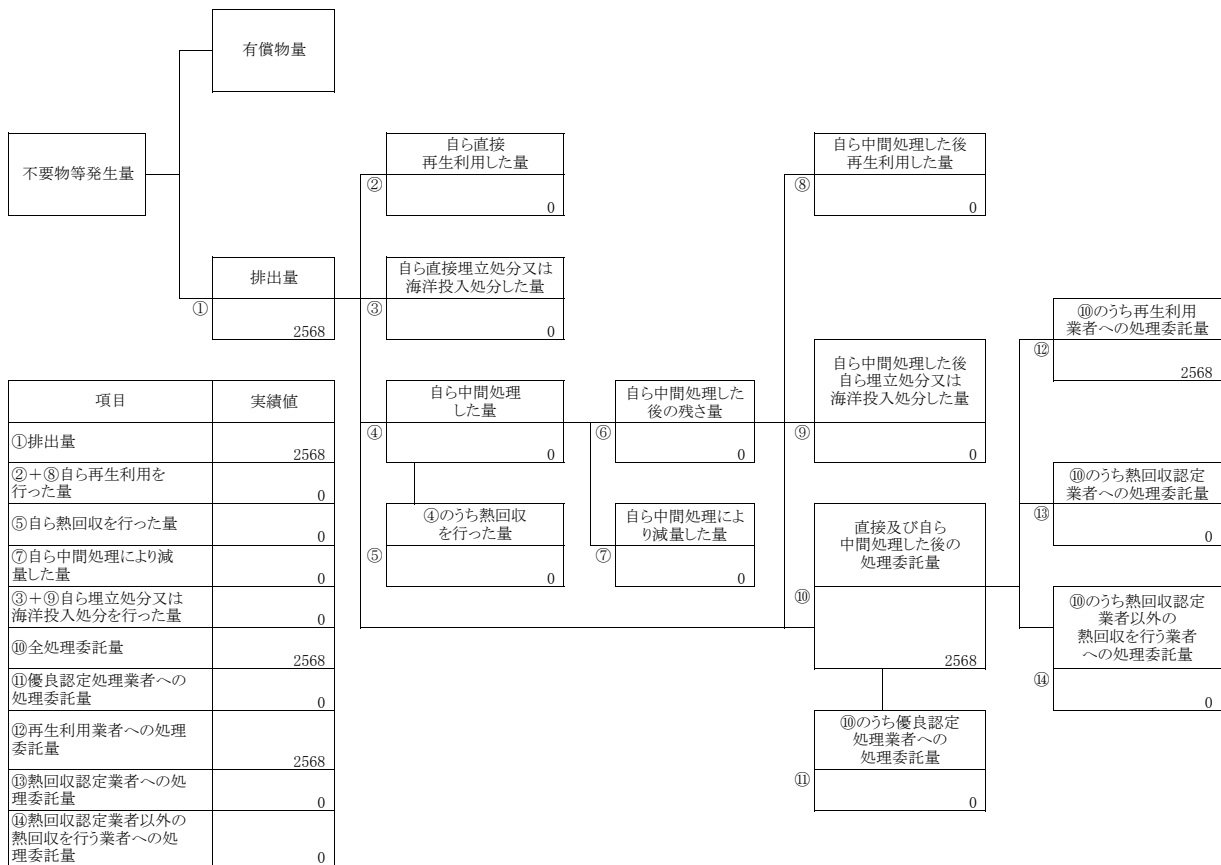 有償物量
不要物等発生量
排出量
①
2568
自ら直接
再生利用した量
②
0
自ら直接埋立処分又は
海洋投入処分した量
③
0
自ら中間処理
した量
④
0
④のうち熱回収
を行った量
⑤
0
自ら中間処理した
後の残さ量
⑥
0
自ら中間処理によ
り減量した量
⑦
0
自ら中間処理した後
再生利用した量
⑧
0
自ら中間処理した後
自ら埋立処分又は
海洋投入処分した量
⑨
0
直接及び自ら
中間処理した後の
処理委託量
⑩
2568
⑩のうち優良認定
処理業者への
処理委託量
⑪
0
⑩のうち再生利用
業者への処理委託量
⑫
2568
⑩のうち熱回収認定
業者への処理委託量
⑬
0
⑩のうち熱回収認定
業者以外の
熱回収を行う業者
への処理委託量
⑭
0
項目 実績値
①排出量 2568
②+⑧自ら再生利用を
行った量 0
⑤自ら熱回収を行った量 0
⑦自ら中間処理により減
量した量 0
③+⑨自ら埋立処分又は
海洋投入処分を行った量 0
⑩全処理委託量 2568
⑪優良認定処理業者への
処理委託量 0
⑫再生利用業者への処理
委託量 2568
⑬熱回収認定業者への処
理委託量 0
⑭熱回収認定業者以外の
熱回収を行う業者への処
理委託量 0